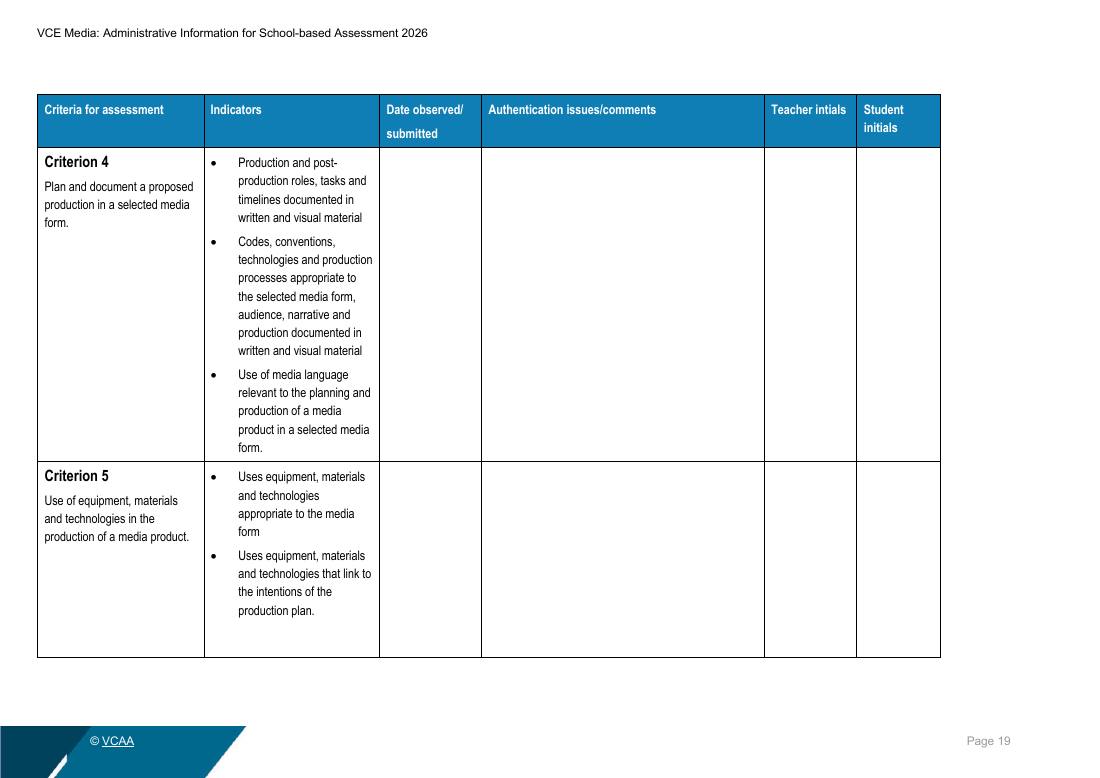 VCE Media: Administrative Information for School-based Assessment 2026
Criteria for assessment
Indicators
Date observed/
submitted
Authentication issues/comments
Teacher intials
Student
initials
Criterion 4
Plan and document a proposed
production in a selected media
form.
• Production and post-
production roles, tasks and
timelines documented in
written and visual material
• Codes, conventions,
technologies and production
processes appropriate to
the selected media form,
audience, narrative and
production documented in
written and visual material
• Use of media language
relevant to the planning and
production of a media
product in a selected media
form.
Criterion 5
Use of equipment, materials
and technologies in the
production of a media product.
• Uses equipment, materials
and technologies
appropriate to the media
form
• Uses equipment, materials
and technologies that link to
the intentions of the
production plan.
© VCAA
Page 19